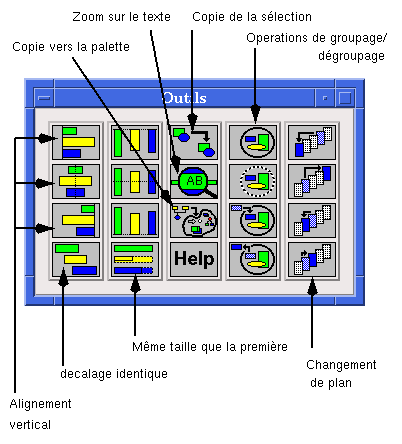 Zoom sur le texte
Copie de la sélection
Copie vers la palette
Operations de groupage/
dégroupage
Outils
AB
Help
Même taille que la première
decalage identique
Changement
de plan
Alignement
vertical